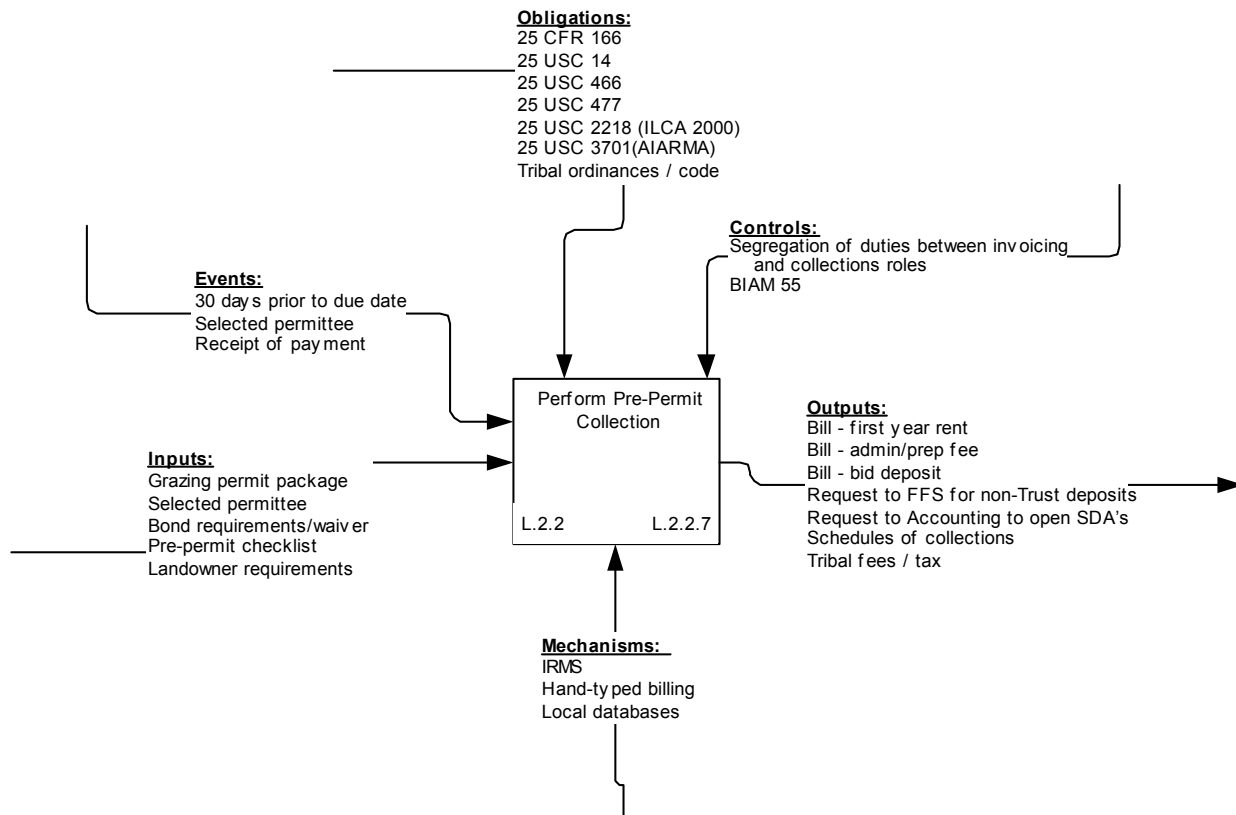 Obligations:
25 CFR 166
25 USC 14
25 USC 466
25 USC 477
25 USC 2218 (ILCA 2000)
25 USC 3701(AIARMA)
Tribal ordinances / code
Controls:
Segregation of duties between invoicing
and collections roles
BIAM 55
Events:
30 days prior to due date
Selected permittee
Receipt of payment
Perform Pre-Permit
Collection
L.2.2 L.2.2.7
Inputs:
Grazing permit package
Selected permittee
Bond requirements/waiver
Pre-permit checklist
Landowner requirements
Outputs:
Bill - first year rent
Bill - admin/prep fee
Bill - bid deposit
Request to FFS for non-Trust deposits
Request to Accounting to open SDA's
Schedules of collections
Tribal fees / tax
Mechanisms:
IRMS
Hand-typed billing
Local databases